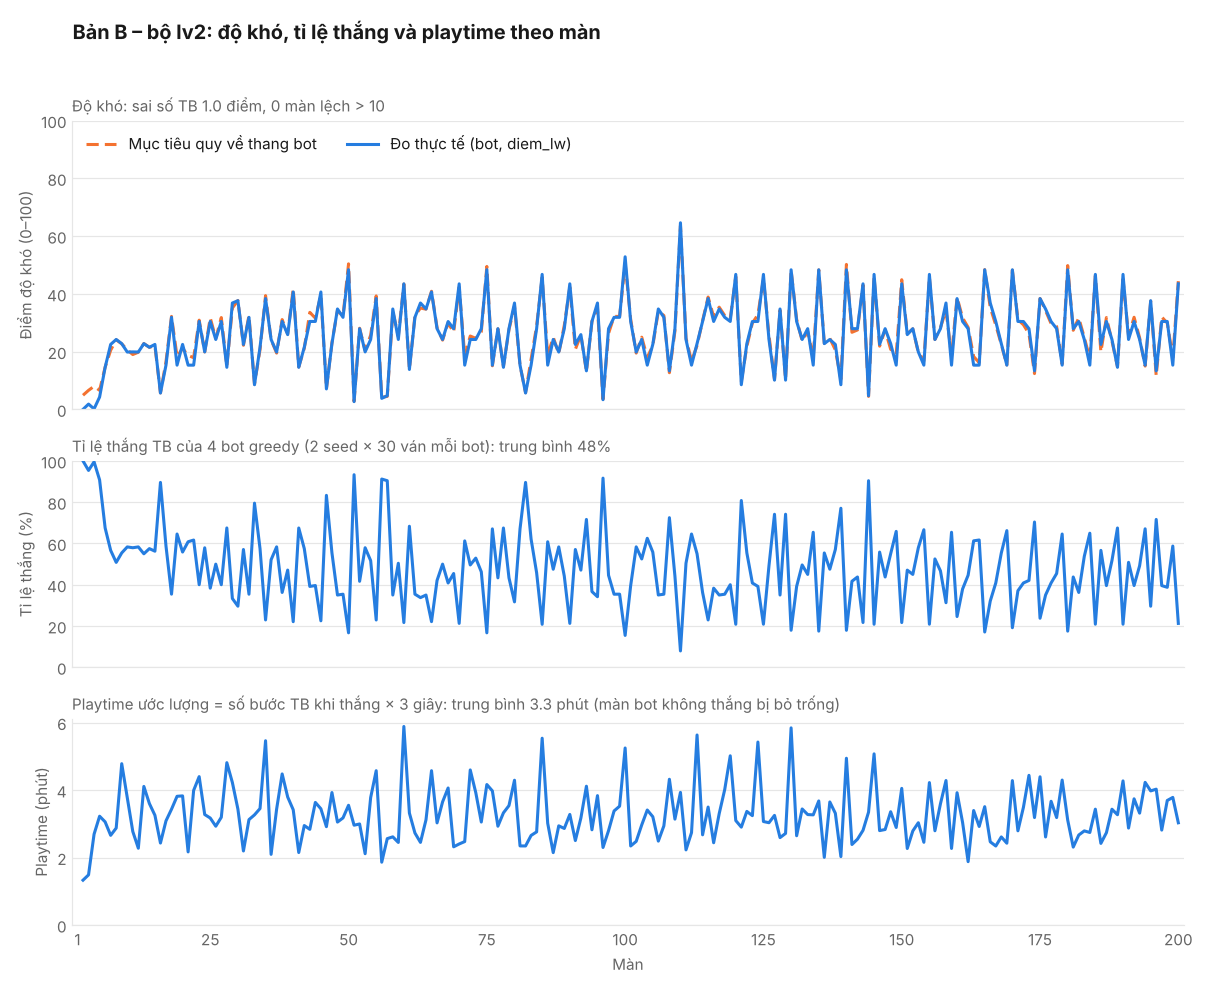 Bản B – bộ lv2: độ khó, tỉ lệ thắng và playtime theo màn
Độ khó: sai số TB 1.0 điểm, 0 màn lệch > 10
Mục tiêu quy về thang bot
Đo thực tế (bot, diem_lw)
Điểm độ khó (0–100)
100
80
60
40
20
0
Tỉ lệ thắng TB của 4 bot greedy (2 seed × 30 ván mỗi bot): trung bình 48%
Tỉ lệ thắng (%)
100
80
60
40
20
0
Playtime ước lượng = số bước TB khi thắng × 3 giây: trung bình 3.3 phút (màn bot không thắng bị bỏ trống)
Playtime (phút)
6
4
2
0
1 25 50 75 100 125 150 175 200
Màn